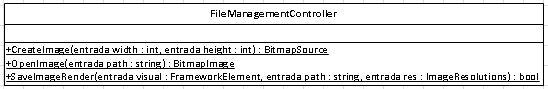 FileManagementController
+CreateImage(entrada width : int, entrada height : int) : BitmapSource
+OpenImage(entrada path : string) : BitmapImage
+SaveImageRender(entrada visual : FrameworkElement, entrada path : string, entrada res : ImageResolutions) : bool